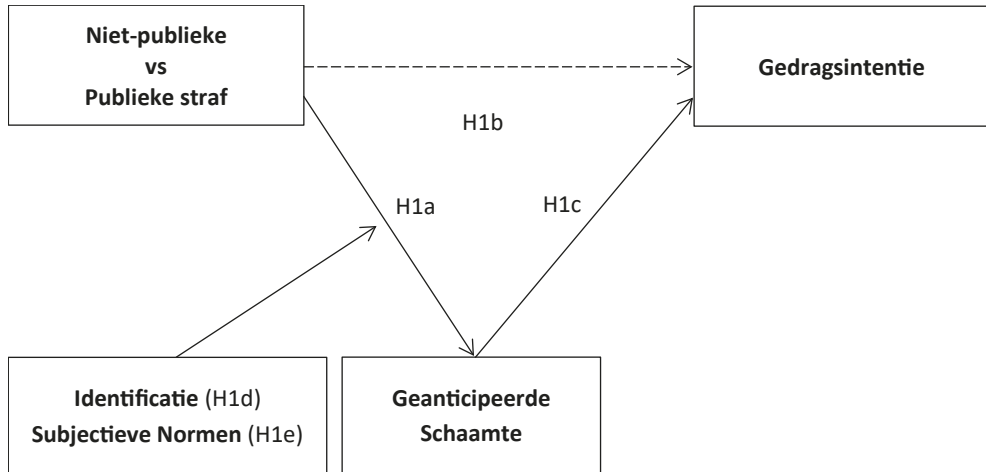 Niet-publieke
vs
Publieke straf
Gedragsintentie
H1b
H1a
H1c
Identificatie (H1d)
Subjectieve Normen (H1e)
Geanticipeerde
Schaamte